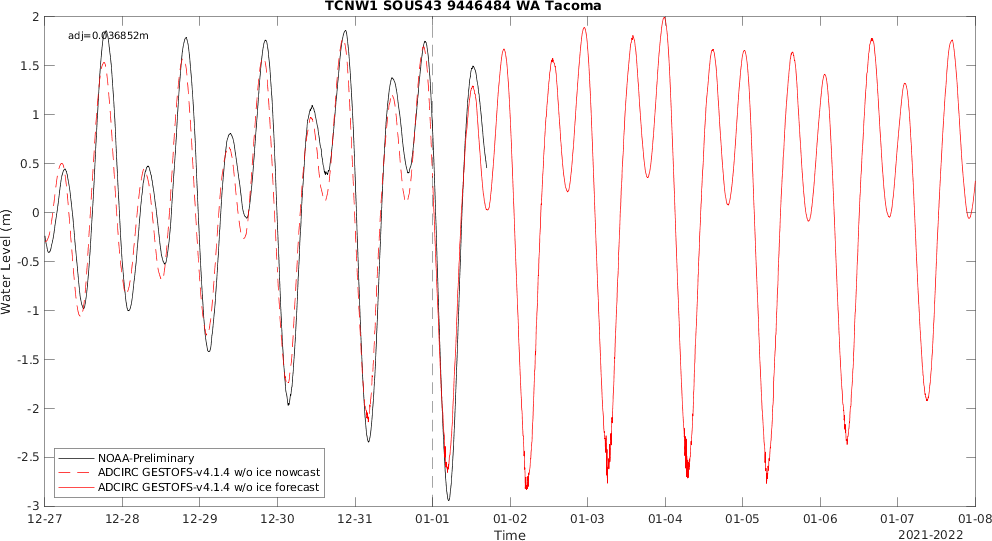 TCNW1 SOUS43 9446484 WA Tacoma
adj=0.036852m
2
1.5
1
0.5
0
-0.5
-1
-1.5
-2
-2.5
-3
Water Level (m)
NOAA-Preliminary
ADCIRC GESTOFS-v4.1.4 w/o ice nowcast
ADCIRC GESTOFS-v4.1.4 w/o ice forecast
12-27 12-28 12-29 12-30 12-31 01-01 01-02 01-03 01-04 01-05 01-06 01-07 01-08
Time
2021-2022